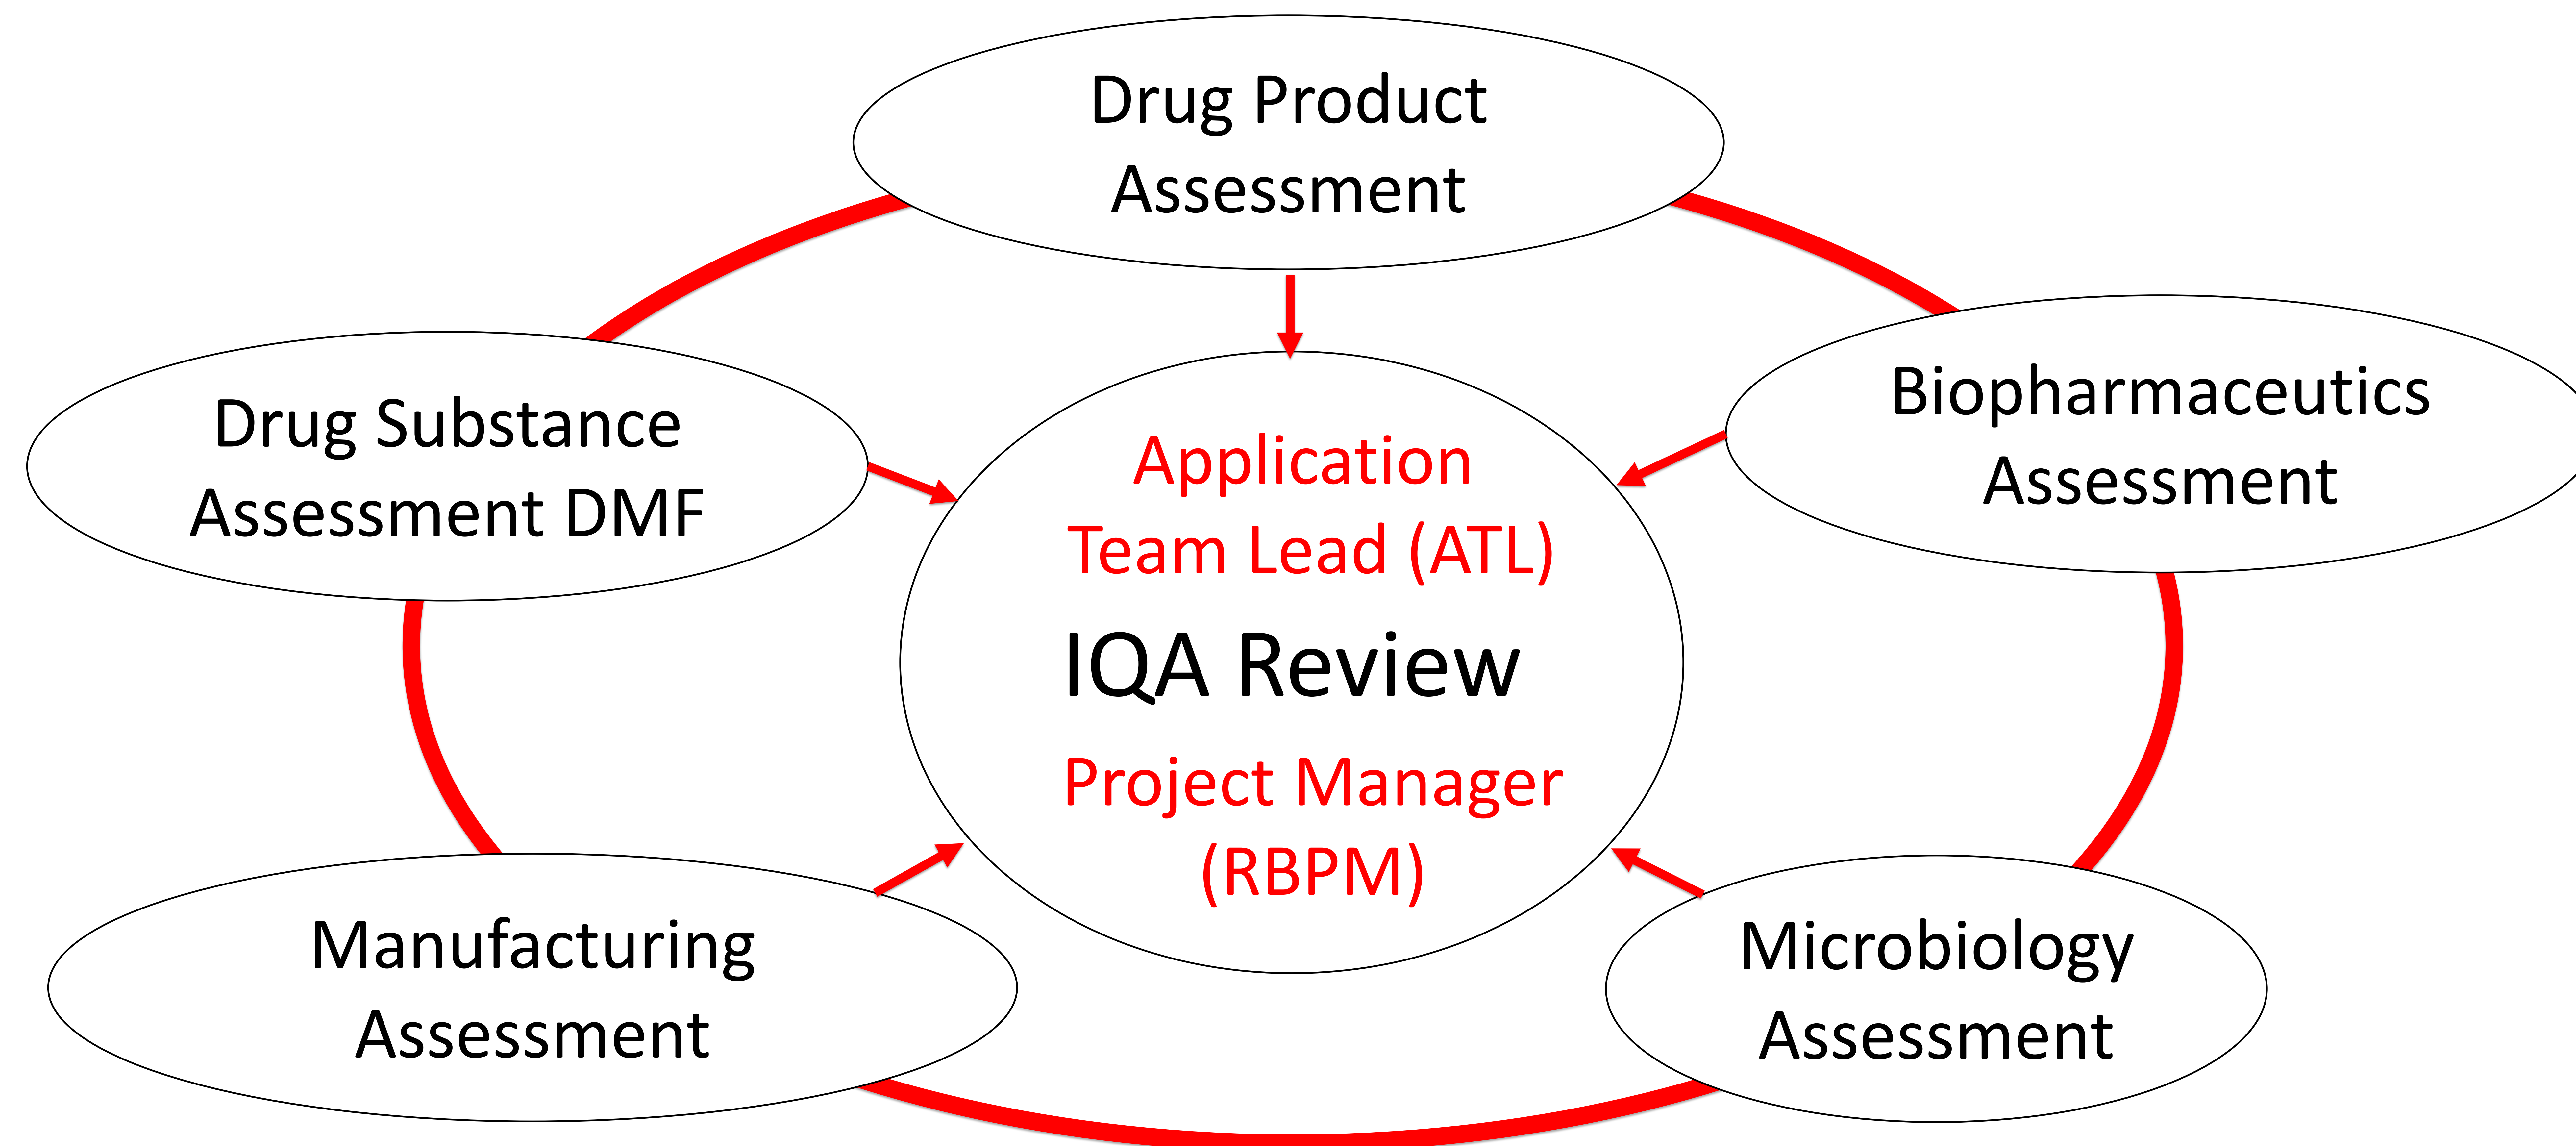 Drug Product
Assessment
Drug Substance
Assessment DMF
Biopharmaceutics
Assessment
Application
Team Lead (ATL)
IQA Review
Project Manager
(RBPM)
Manufacturing
Assessment
Microbiology
Assessment